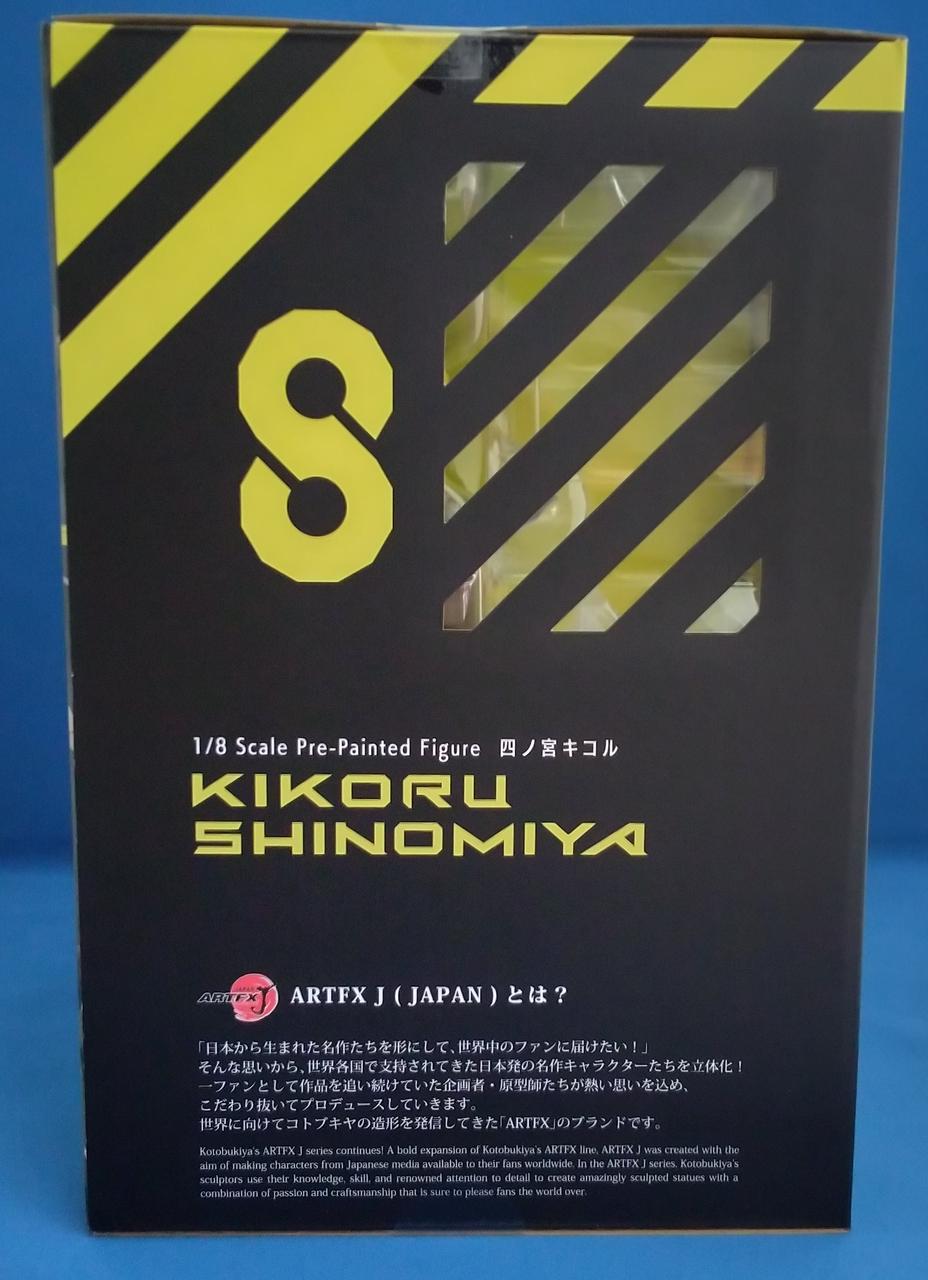 8
1/8 Scale Pre-Painted Figure 四ノ宮キコル
KIKORU
SHINOMIYA
JAPAN
ARTFX J
ARTFX J ( JAPAN ) とは？
「日本から生まれた名作たちを形にして、世界中のファンに届けたい！」
そんな思いから、世界各国で支持されてきた日本発の名作キャラクターたちを立体化！
一ファンとして作品を追い続けていた企画者・原型師たちが熱い思いを込め、
こだわり抜いてプロデュースしていきます。
世界に向けてコトブキヤの造形を発信してきた「ARTFX」のブランドです。
Kotobukiya's ARTFX J series continues! A bold expansion of Kotobukiya's ARTFX line, ARTFX J was created with the
aim of making characters from Japanese media available to their fans worldwide. In the ARTFX J series, Kotobukiya's
sculptors use their knowledge, skill, and renowned attention to detail to create amazingly sculpted statues with a
combination of passion and craftsmanship that is sure to please fans the world over.